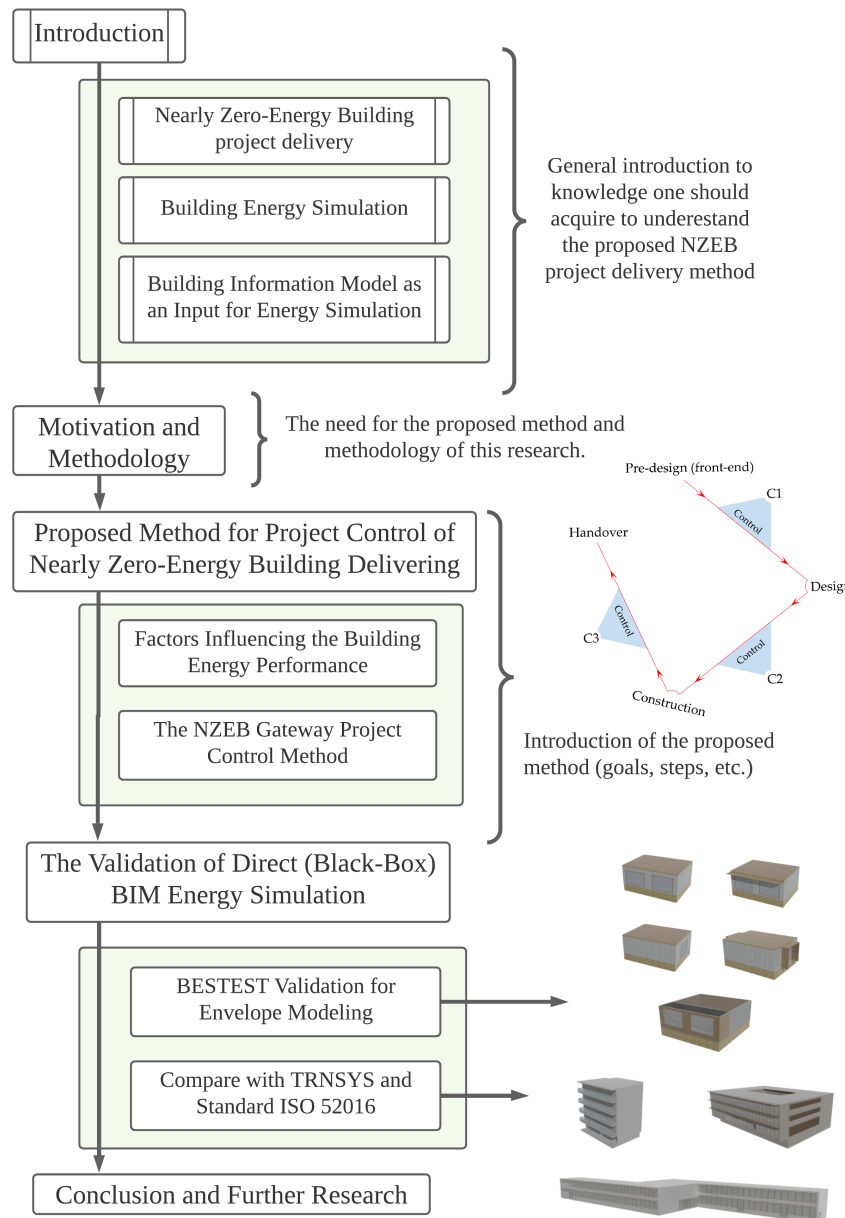 Introduction
Nearly Zero-Energy Building
project delivery
Building Energy Simulation
Building Information Model as
an Input for Energy Simulation
General introduction to
knowledge one should
acquire to underestand
the proposed NZEB
project delivery method
Motivation and
Methodology
The need for the proposed method and
methodology of this research.
Proposed Method for Project Control of
Nearly Zero-Energy Building Delivering
Factors Influencing the Building
Energy Performance
The NZEB Gateway Project
Control Method
Pre-design (front-end)
C1
Control
Handover
Design
Control
C3
Control
C2
Construction
Introduction of the proposed
method (goals, steps, etc.)
The Validation of Direct (Black-Box)
BIM Energy Simulation
BESTEST Validation for
Envelope Modeling
Compare with TRNSYS and
Standard ISO 52016
Conclusion and Further Research